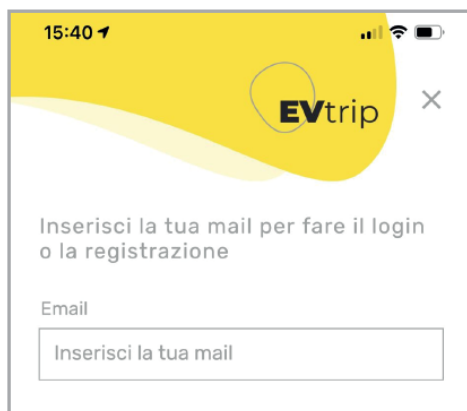 15:40
EVtrip
Inserisci la tua mail per fare il login
o la registrazione
Email
Inserisci la tua mail